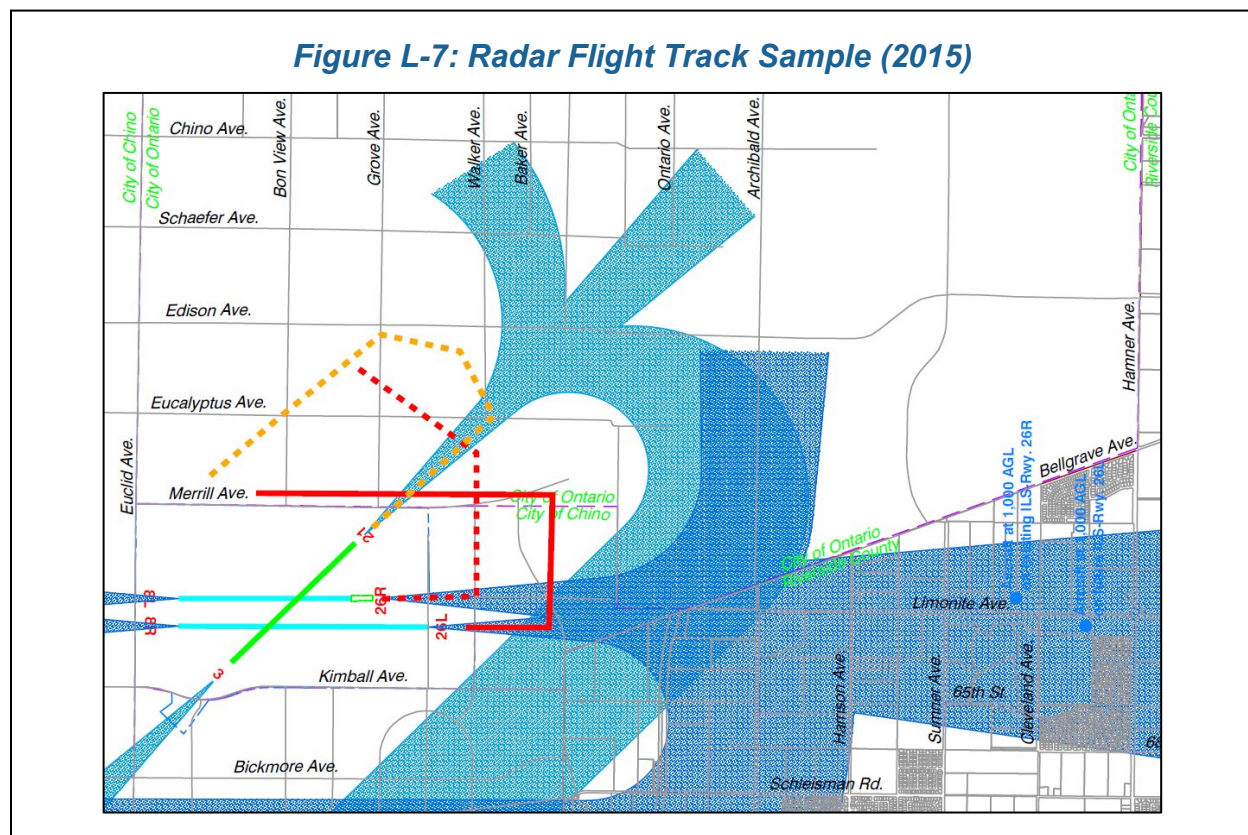 Figure L-7: Radar Flight Track Sample (2015)
Chino Ave.
City of Chino
City of Ontario
Bon View Ave.
Grove Ave.
Walker Ave.
Baker Ave.
Ontario Ave.
Archibald Ave.
Schaefer Ave.
Edison Ave.
Hamner Ave.
Eucalyptus Ave.
Euclid Ave.
Merrill Ave.
City of Ontario
City of Chino
Bellgrave Ave.
City of Ontario
Riverside County
26R
Limonite Ave.
8R
26L
3
Kimball Ave.
Harrison Ave.
Sumner Ave.
Cleveland Ave.
65th St
Bickmore Ave.
Schleisman Rd.